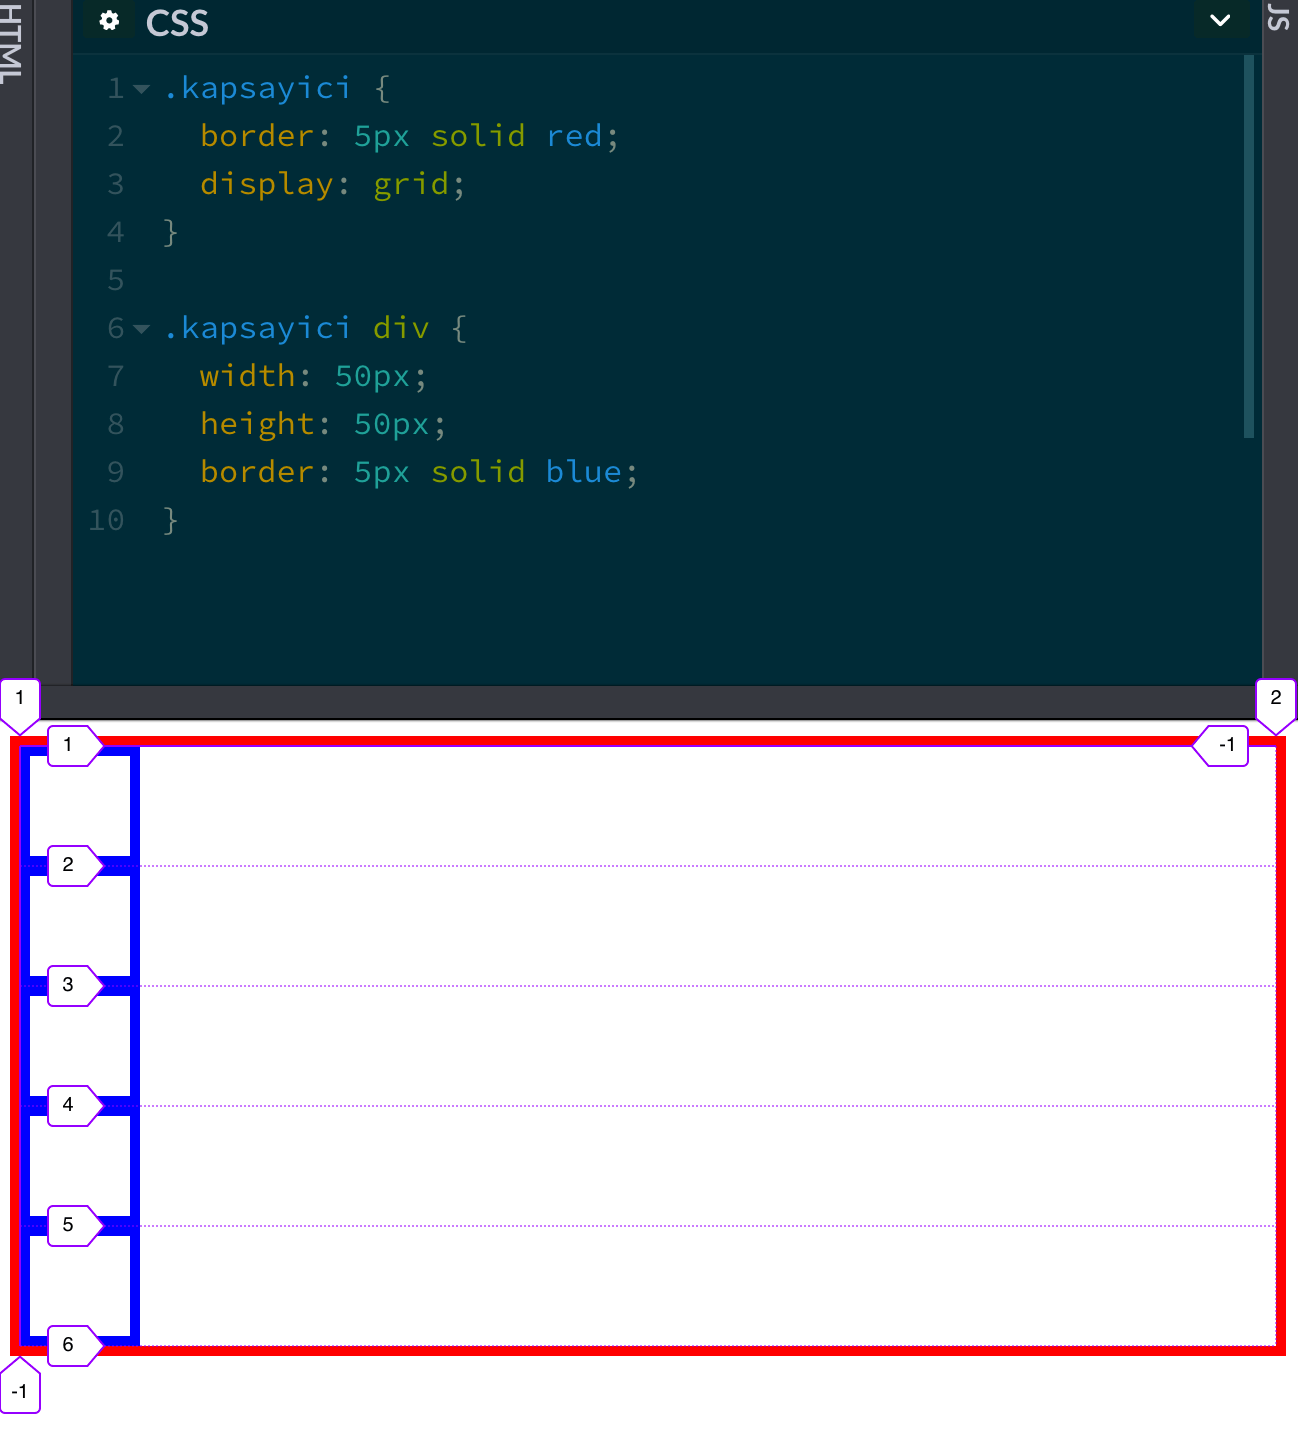 HTML
CSS
JS
1 .kapsayici {
2 border: 5px solid red;
3 display: grid;
4 }
5
6 .kapsayici div {
7 width: 50px;
8 height: 50px;
9 border: 5px solid blue;
10 }
1
2
1
-1
2
3
4
5
6
-1